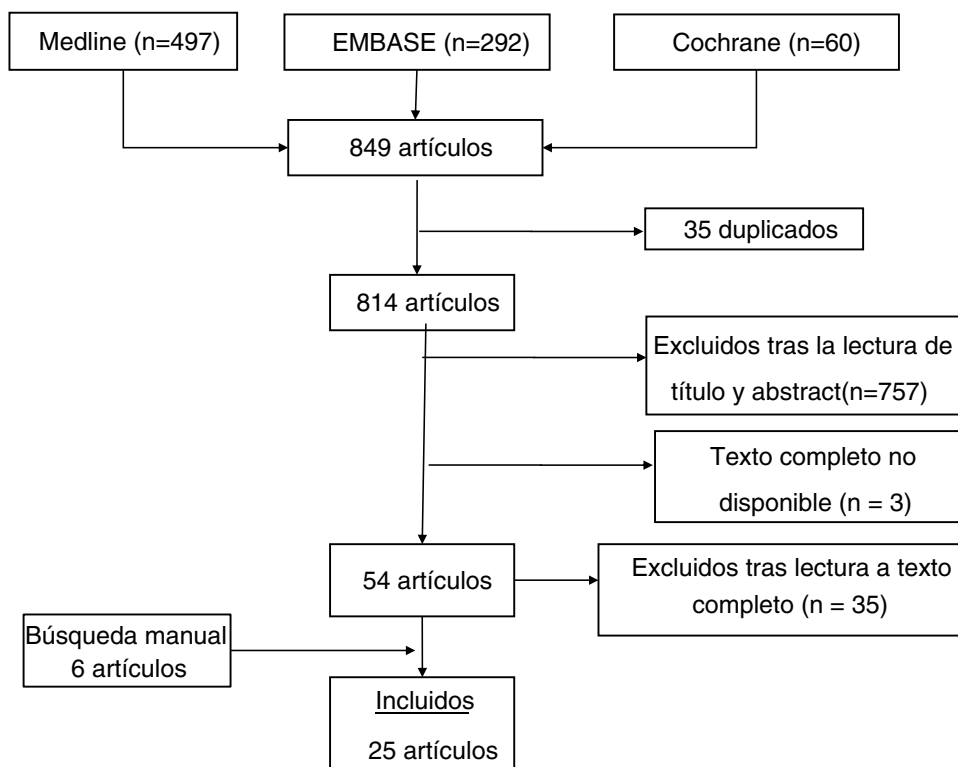 Medline (n=497)
EMBASE (n=292)
Cochrane (n=60)
849 artículos
35 duplicados
814 artículos
Excluidos tras la lectura de
título y abstract(n=757)
Texto completo no
disponible (n = 3)
54 artículos
Excluidos tras lectura a texto
completo (n = 35)
Búsqueda manual
6 artículos
Incluidos
25 artículos